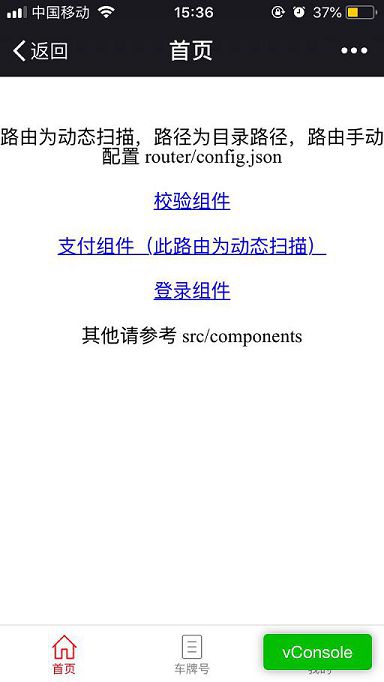 中国移动 15:36 37%
返回 首页
路由为动态扫描，路径为目录路径，路由手动
配置 router/config.json
校验组件
支付组件（此路由为动态扫描）
登录组件
其他请参考 src/components
首页 车牌号 vConsole